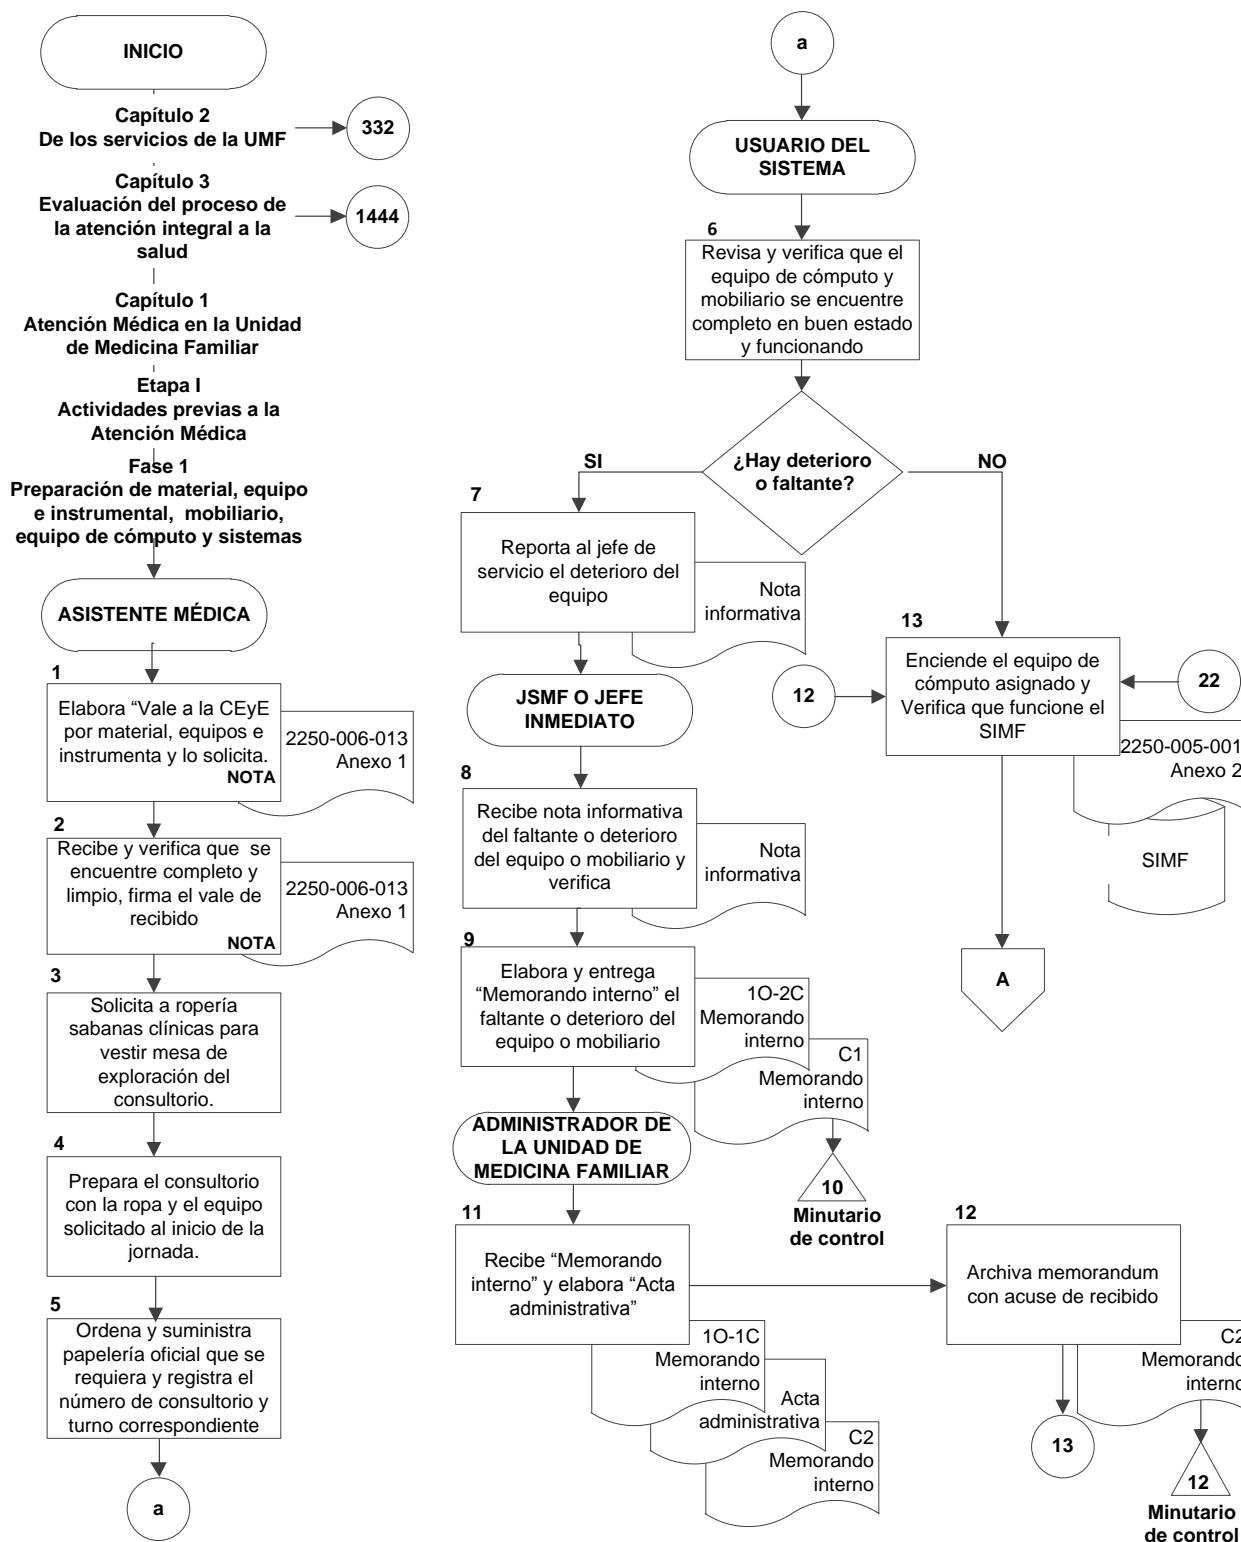 INICIO
Capítulo 2
De los servicios de la UMF
332
Capítulo 3
Evaluación del proceso de
la atención integral a la
salud
1444
Capítulo 1
Atención Médica en la Unidad
de Medicina Familiar
Etapa I
Actividades previas a la
Atención Médica
Fase 1
Preparación de material, equipo
e instrumental, mobiliario,
equipo de cómputo y sistemas
ASISTENTE MÉDICA
1
Elabora “Vale a la CEyE
por material, equipos e
instrumenta y lo solicita.
NOTA
2250-006-013
Anexo 1
2
Recibe y verifica que se
encuentre completo y
limpio, firma el vale de
recibido
NOTA
2250-006-013
Anexo 1
3
Solicita a ropería
sabanas clínicas para
vestir mesa de
exploración del
consultorio.
4
Prepara el consultorio
con la ropa y el equipo
solicitado al inicio de la
jornada.
5
Ordena y suministra
papelería oficial que se
requiera y registra el
número de consultorio y
turno correspondiente
a
a
USUARIO DEL
SISTEMA
6
Revisa y verifica que el
equipo de cómputo y
mobiliario se encuentre
completo en buen estado
y funcionando
¿Hay deterioro
o faltante?
SI
NO
7
Reporta al jefe de
servicio el deterioro del
equipo
Nota
informativa
JSMF O JEFE
INMEDIATO
8
Recibe nota informativa
del faltante o deterioro
del equipo o mobiliario y
verifica
Nota
informativa
9
Elabora y entrega
“Memorando interno” el
faltante o deterioro del
equipo o mobiliario
1O-2C
Memorando
interno
C1
Memorando
interno
10
Minutario
de control
ADMINISTRADOR DE
LA UNIDAD DE
MEDICINA FAMILIAR
11
Recibe “Memorando
interno” y elabora “Acta
administrativa”
1O-1C
Memorando
interno
Acta
administrativa
C2
Memorando
interno
12
Archiva memorandum
con acuse de recibido
C2
Memorando
interno
13
12
Minutario
de control
13
Enciende el equipo de
cómputo asignado y
Verifica que funcione el
SIMF
12
22
2250-005-001
Anexo 2
SIMF
A